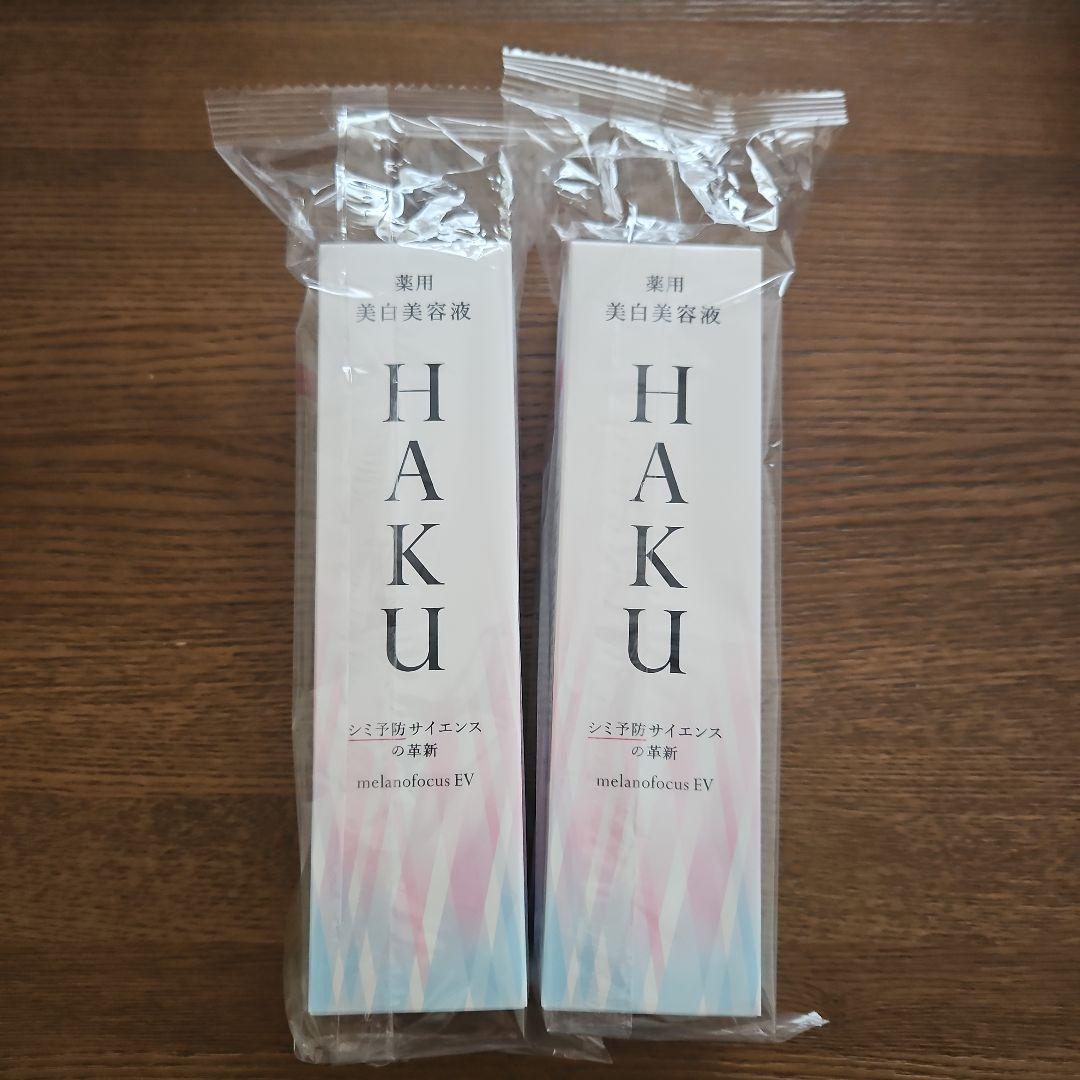 薬用
美白美容液
HAKU
シミ予防サイエンス
の革新
melanofocus EV
薬用
美白美容液
HAKU
シミ予防サイエンス
の革新
melanofocus EV